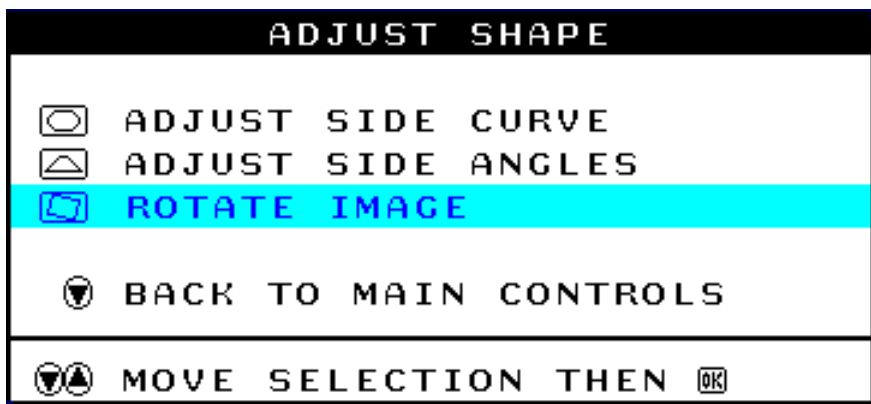 ADJUST SHAPE
ADJUST SIDE CURVE
ADJUST SIDE ANGLES
ROTATE IMAGE
BACK TO MAIN CONTROLS
MOVE SELECTION THEN OK